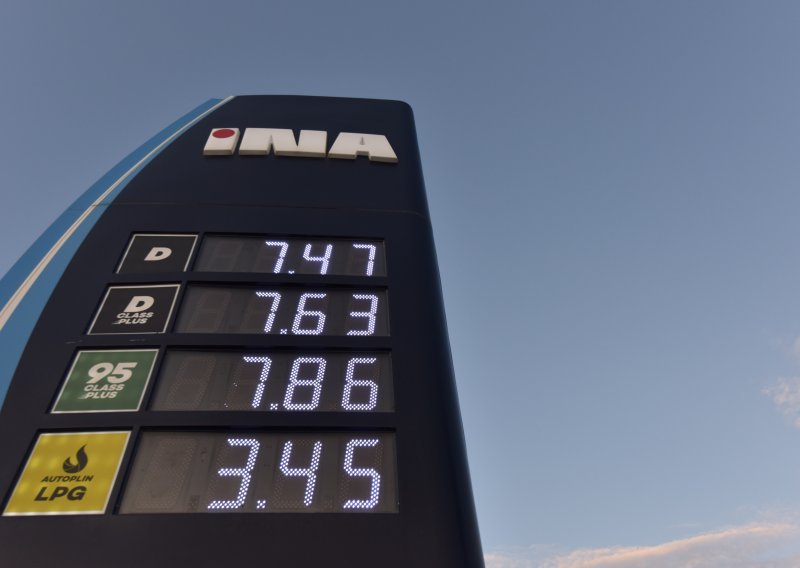 INA
D 7.47
D CLASS PLUS 7.63
95 CLASS PLUS 7.86
AUTOPLIN LPG 3.45